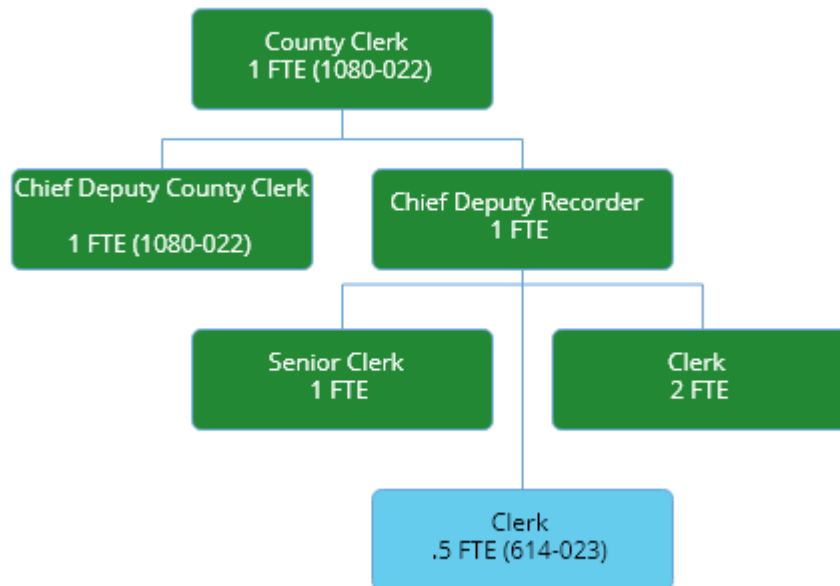 County Clerk
1 FTE (1080-022)
Chief Deputy County Clerk
1 FTE (1080-022)
Chief Deputy Recorder
1 FTE
Senior Clerk
1 FTE
Clerk
2 FTE
Clerk
.5 FTE (614-023)